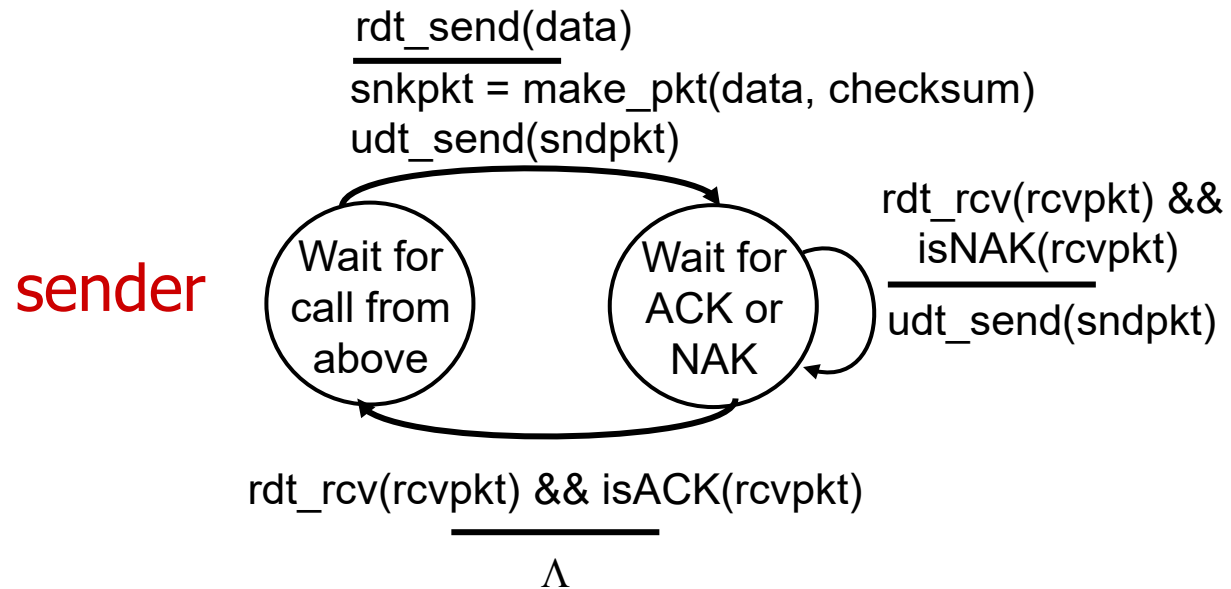 rdt_send(data)
snkpkt = make_pkt(data, checksum)
udt_send(sndpkt)
sender
Wait for
call from
above
Wait for
ACK or
NAK
rdt_rcv(rcvpkt) &&
isNAK(rcvpkt)
udt_send(sndpkt)
rdt_rcv(rcvpkt) && isACK(rcvpkt)
Λ